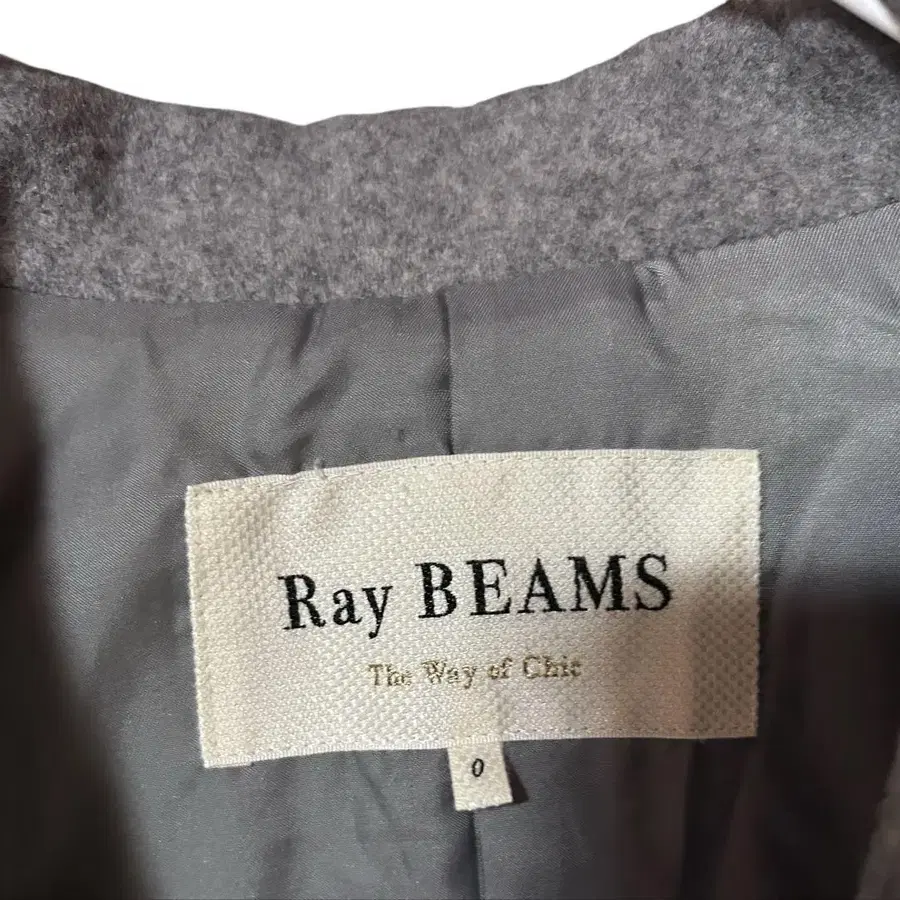 Ray BEAMS
The Way of Chic
0